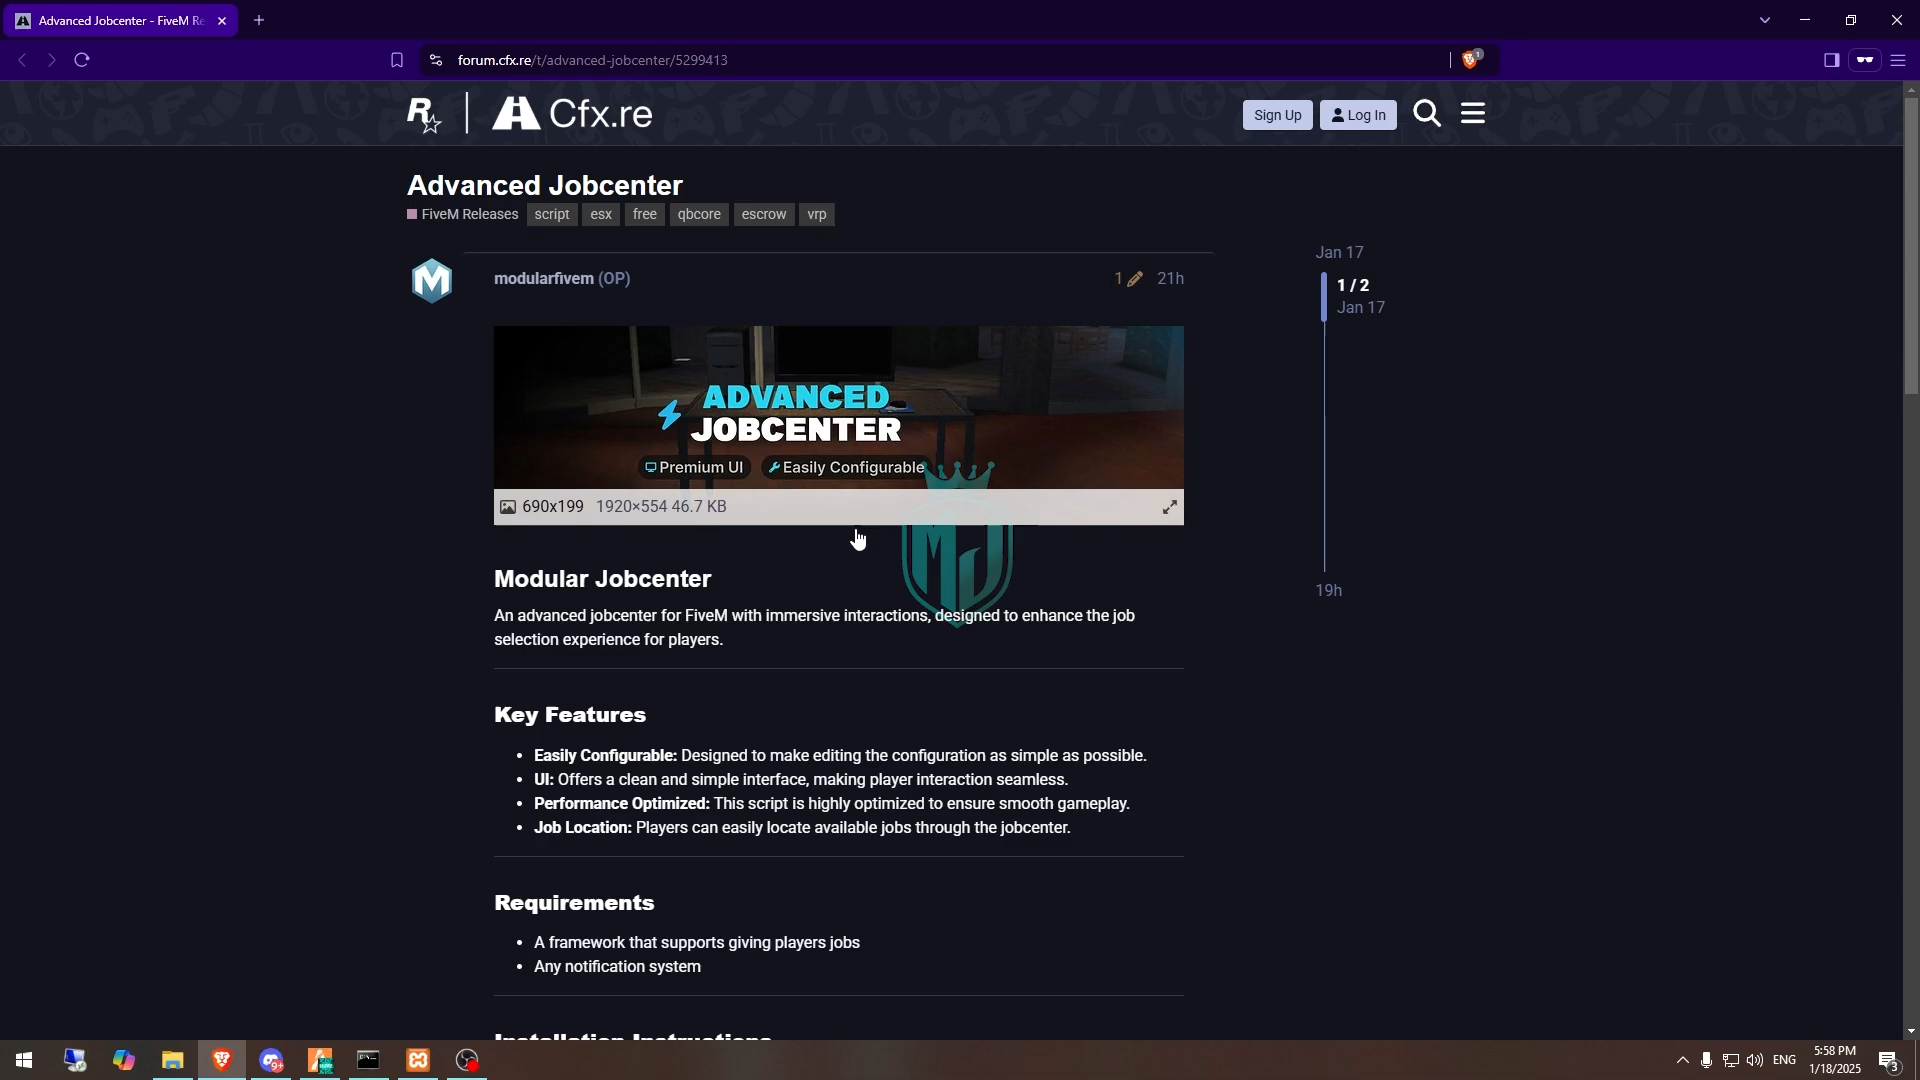 Advanced Jobcenter - FiveM Re
forum.cfx.re/t/advanced-jobcenter/5299413
1
R
Cfx.re
Sign Up
Log In
Advanced Jobcenter
FiveM Releases
script
esx
free
qbcore
escrow
vrp
M
modularfivem (OP)
1
21h
Jan 17
1 / 2
Jan 17
19h
ADVANCED
JOBCENTER
Premium UI
Easily Configurable
690x199 1920×554 46.7 KB
MJ
Modular Jobcenter
An advanced jobcenter for FiveM with immersive interactions, designed to enhance the job
selection experience for players.
Key Features
• Easily Configurable: Designed to make editing the configuration as simple as possible.
• UI: Offers a clean and simple interface, making player interaction seamless.
• Performance Optimized: This script is highly optimized to ensure smooth gameplay.
• Job Location: Players can easily locate available jobs through the jobcenter.
Requirements
• A framework that supports giving players jobs
• Any notification system
Installation Instructions
9+
ENG
5:58 PM
1/18/2025
3